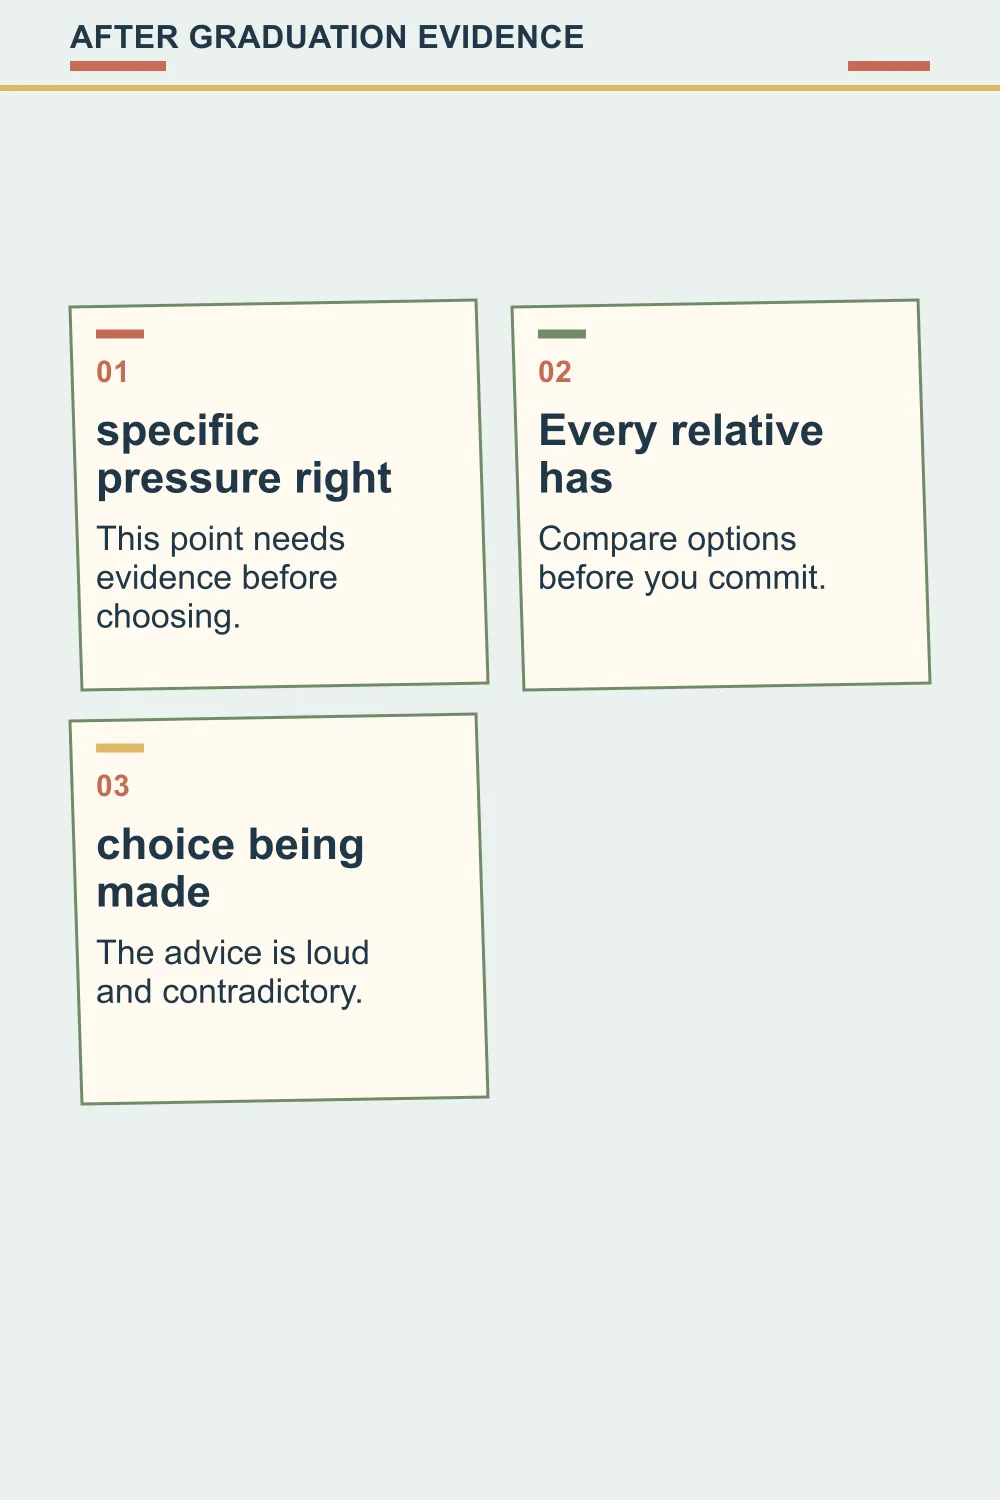 AFTER GRADUATION EVIDENCE
01
specific
pressure right
This point needs
evidence before
choosing.
02
Every relative
has
Compare options
before you commit.
03
choice being
made
The advice is loud
and contradictory.